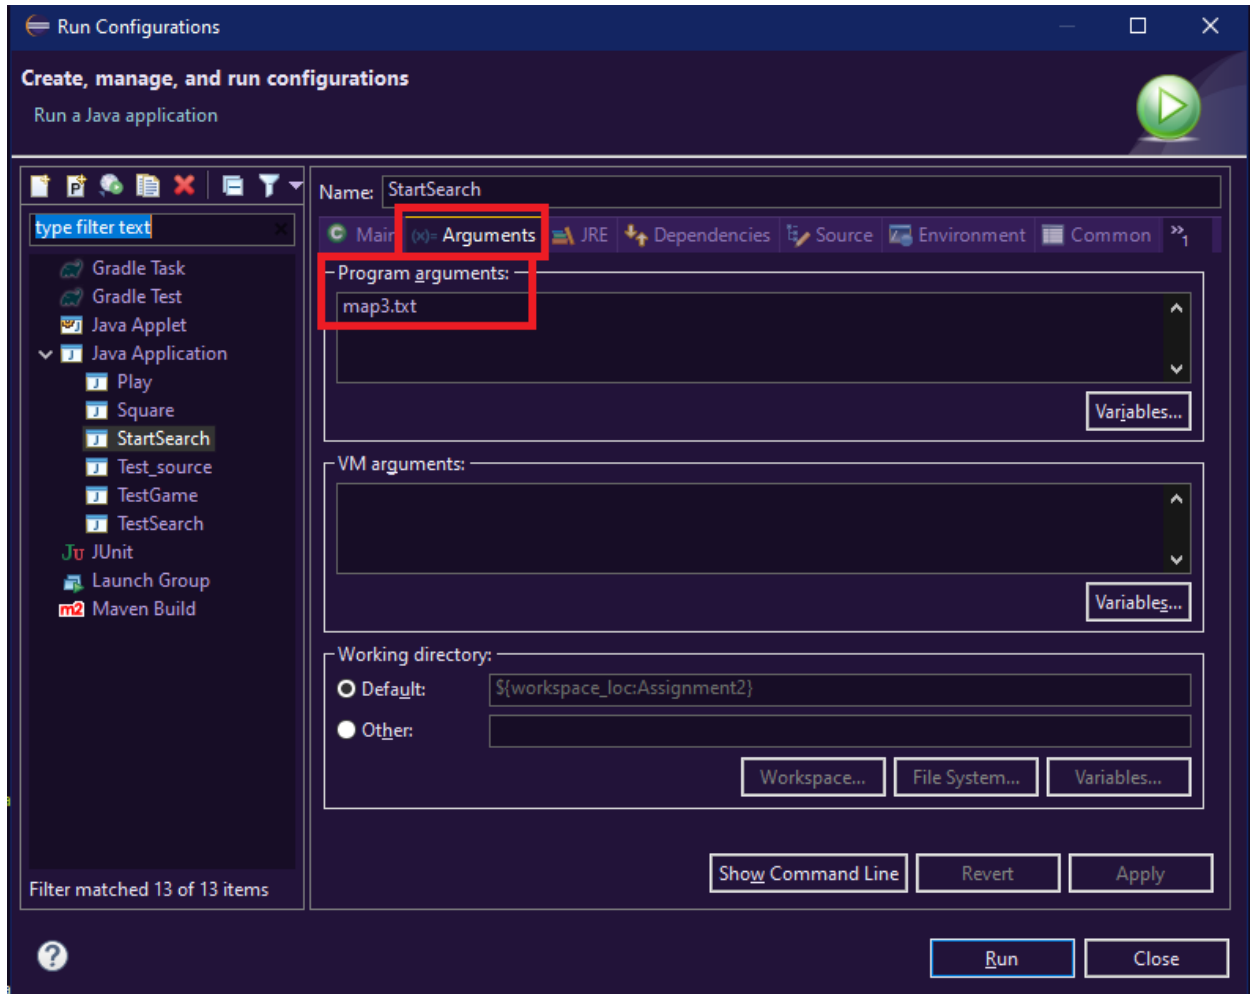 Run Configurations
Create, manage, and run configurations
Run a Java application
type filter text
Gradle Task
Gradle Test
Java Applet
Java Application
Play
Square
StartSearch
Test_source
TestGame
TestSearch
JUnit
Launch Group
Maven Build
Filter matched 13 of 13 items
Name: StartSearch
Main (x)= Arguments JRE Dependencies Source Environment Common »1
Program arguments:
map3.txt
Variables...
VM arguments:
Variables...
Working directory:
Default: ${workspace_loc:Assignment2}
Other:
Workspace... File System... Variables...
Show Command Line Revert Apply
Run Close